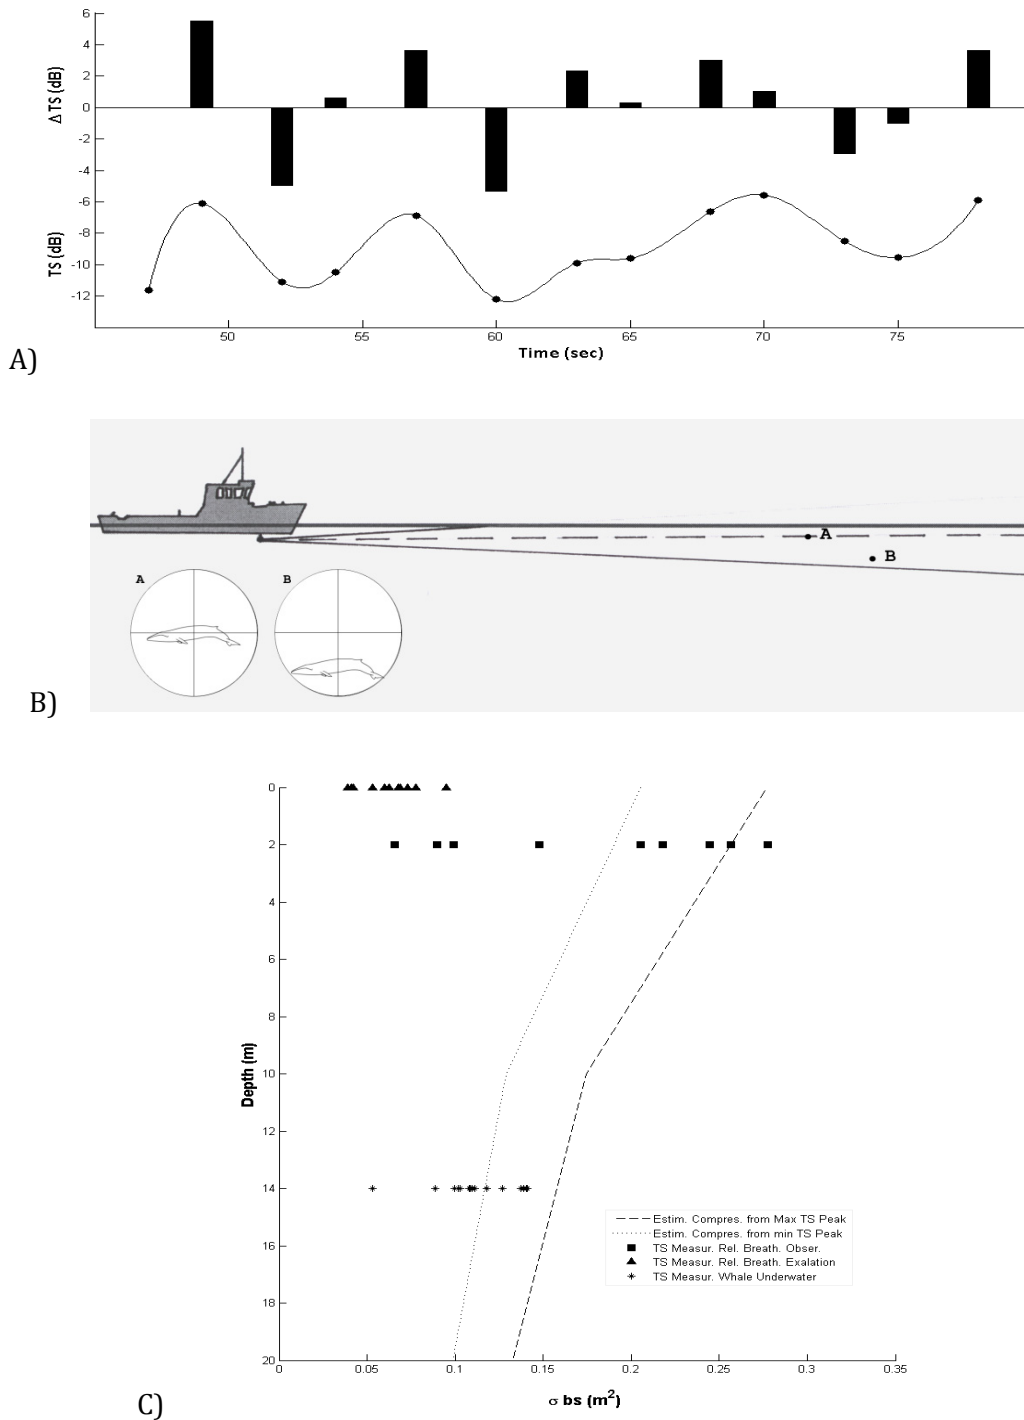 6
4
2
0
-2
-4
-6
-8
-10
-12
Δ TS (dB)
TS (dB)
50 55 60 65 70 75
Time (sec)
A)
A
B
A B
B)
0
2
4
6
8
10
12
14
16
18
20
Depth (m)
Estim. Compres. from Max TS Peak
Estim. Compres. from min TS Peak
TS Measur. Rel. Breath. Obser.
TS Measur. Rel. Breath. Exalation
TS Measur. Whale Underwater
0 0.05 0.1 0.15 0.2 0.25 0.3 0.35
σ bs (m²)
C)